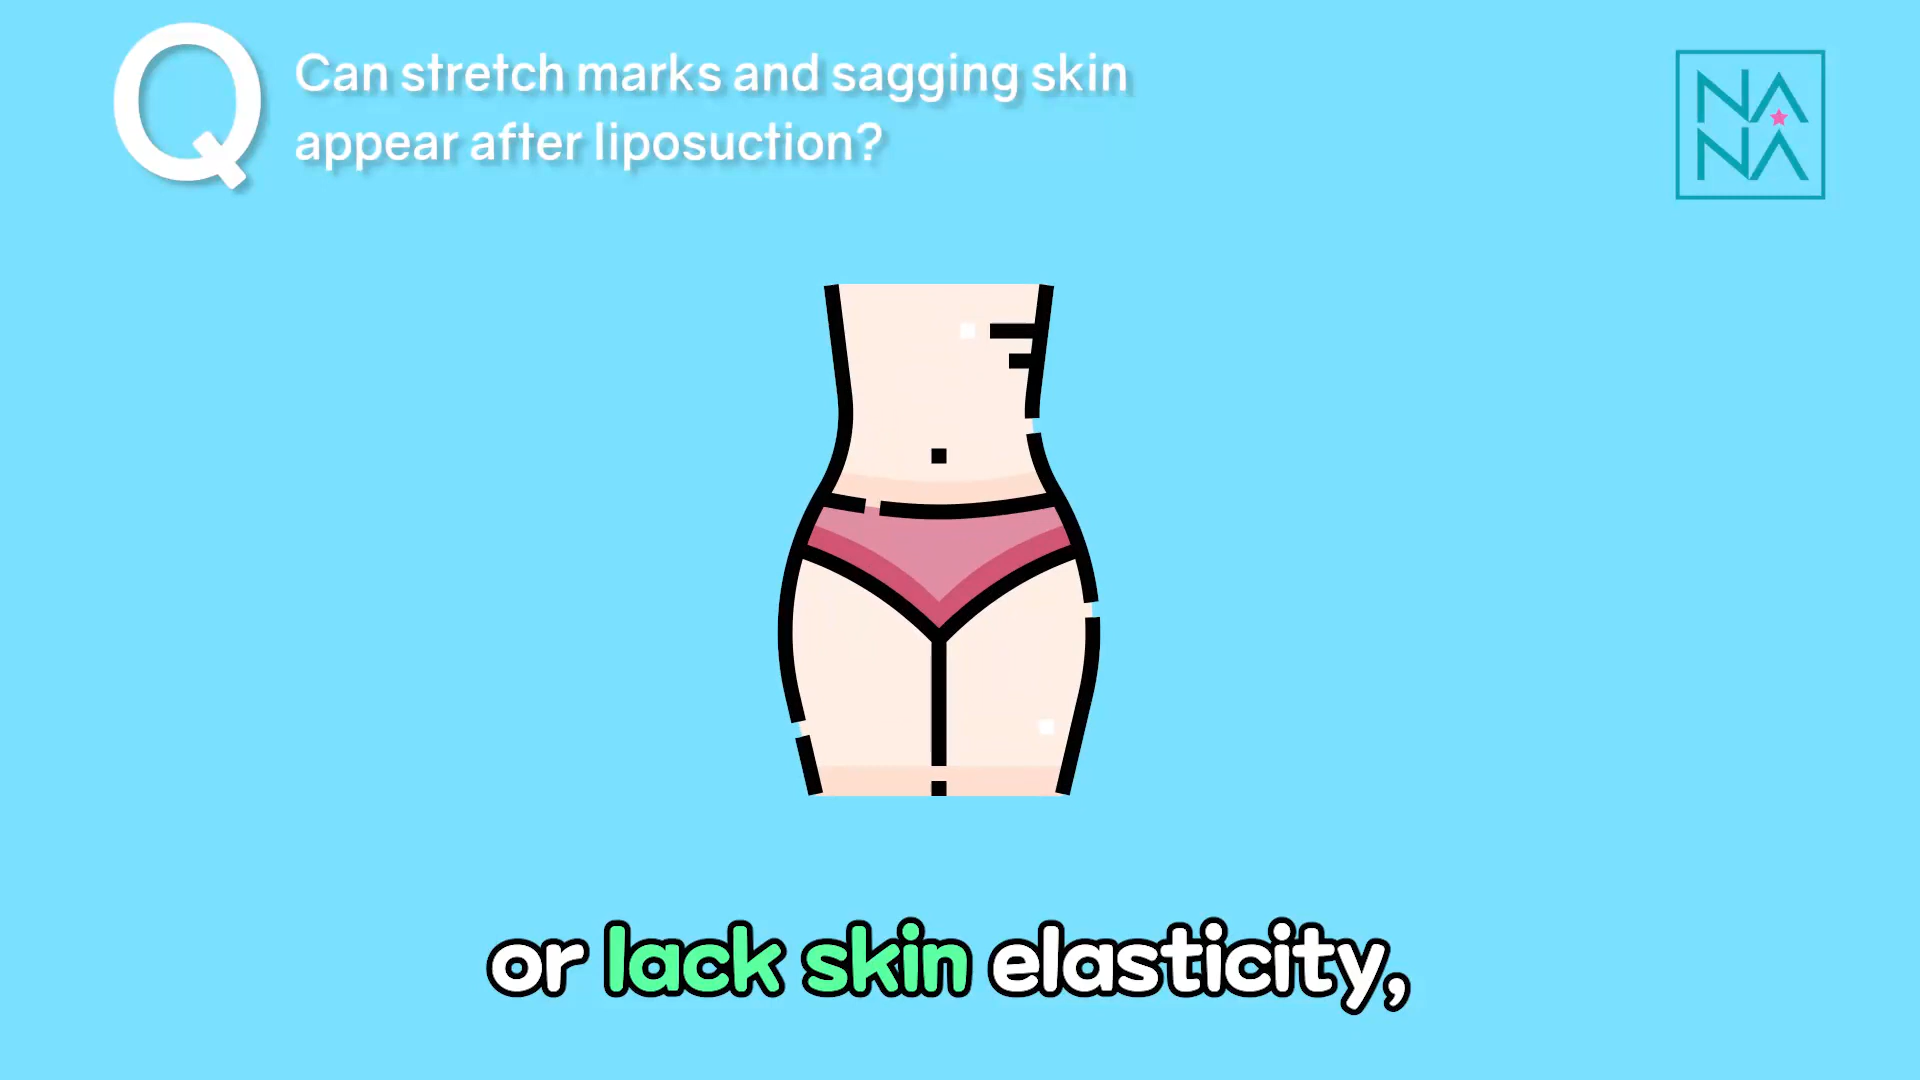 Q
Can stretch marks and sagging skin
appear after liposuction?
NA
NA
or lack skin elasticity,